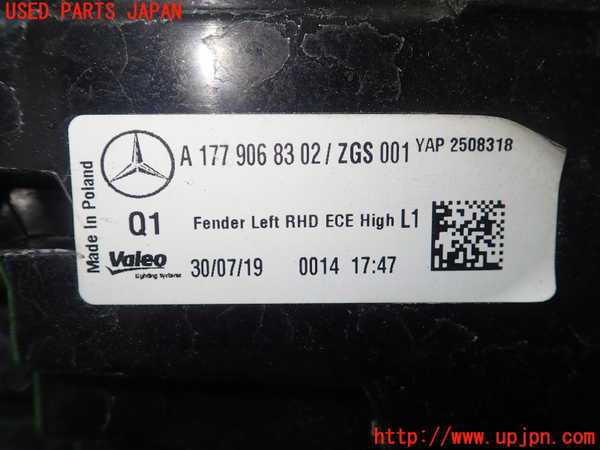 USED PARTS JAPAN
Made In Poland
A 177 906 83 02 / ZGS 001 YAP 2508318
Q1 Fender Left RHD ECE High L1
Valeo
Lighting Systems
30/07/19 0014 17:47
http://www.upjpn.com/